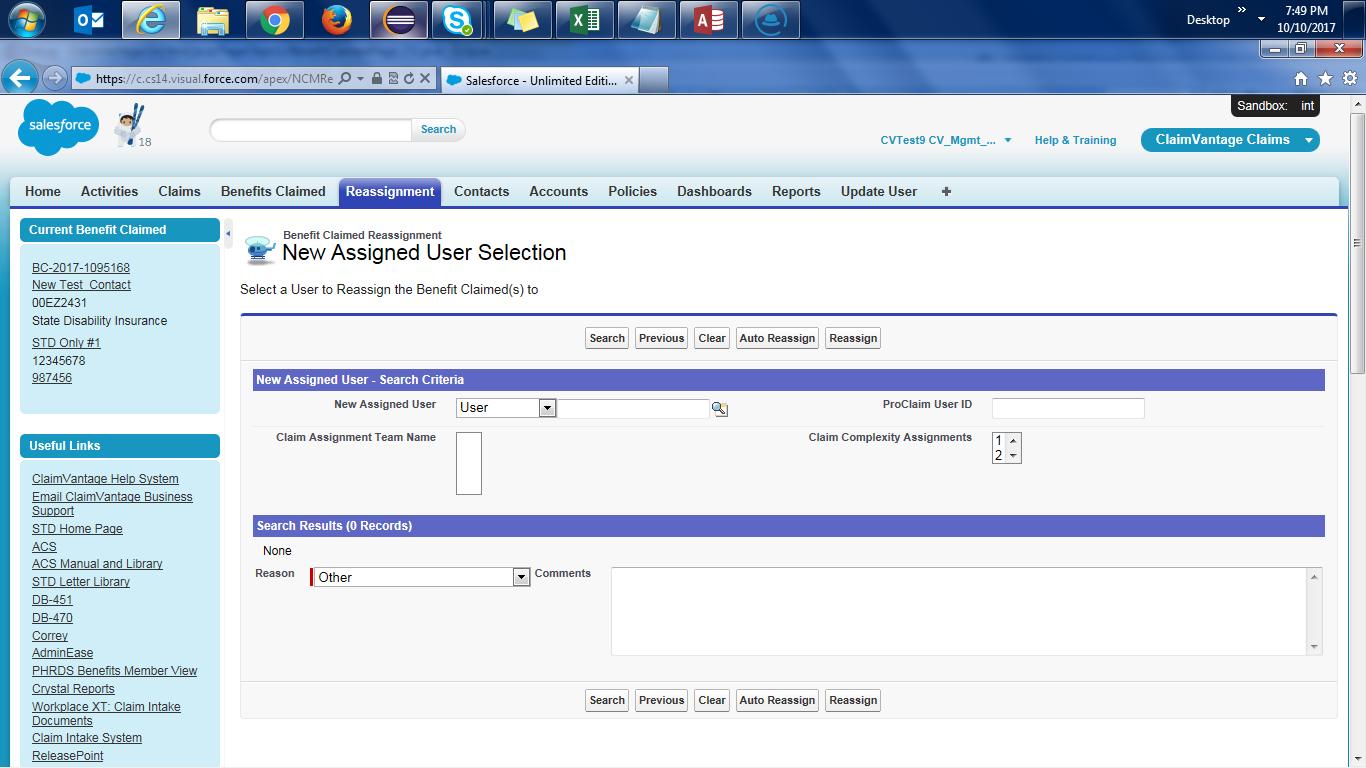 Desktop
7:49 PM
10/10/2017
https://c.cs14.visual.force.com/apex/NCMRe
Salesforce - Unlimited Editi...
Sandbox: int
salesforce
18
Search
CVTest9 CV_Mgmt_...
Help & Training
ClaimVantage Claims
Home
Activities
Claims
Benefits Claimed
Reassignment
Contacts
Accounts
Policies
Dashboards
Reports
Update User
+
Current Benefit Claimed
BC-2017-1095168
New Test_Contact
00EZ2431
State Disability Insurance
STD Only #1
12345678
987456
Useful Links
ClaimVantage Help System
Email ClaimVantage Business
Support
STD Home Page
ACS
ACS Manual and Library
STD Letter Library
DB-451
DB-470
Correy
AdminEase
PHRDS Benefits Member View
Crystal Reports
Workplace XT: Claim Intake
Documents
Claim Intake System
ReleasePoint
Benefit Claimed Reassignment
New Assigned User Selection
Select a User to Reassign the Benefit Claimed(s) to
Search Previous Clear Auto Reassign Reassign
New Assigned User - Search Criteria
New Assigned User User ProClaim User ID
Claim Assignment Team Name Claim Complexity Assignments 1
2
Search Results (0 Records)
None
Reason Other Comments
Search Previous Clear Auto Reassign Reassign